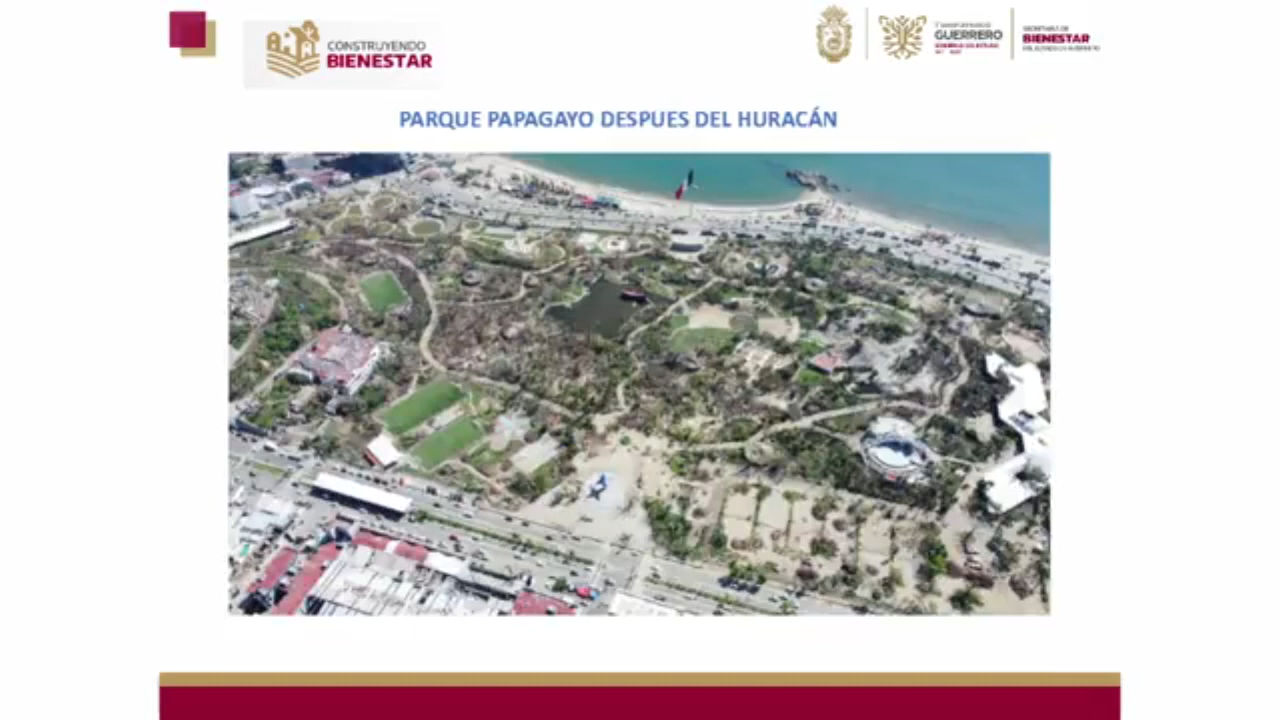 CONSTRUYENDO
BIENESTAR
GUERRERO
BIENESTAR
PARQUE PAPAGAYO DESPUES DEL HURACÁN